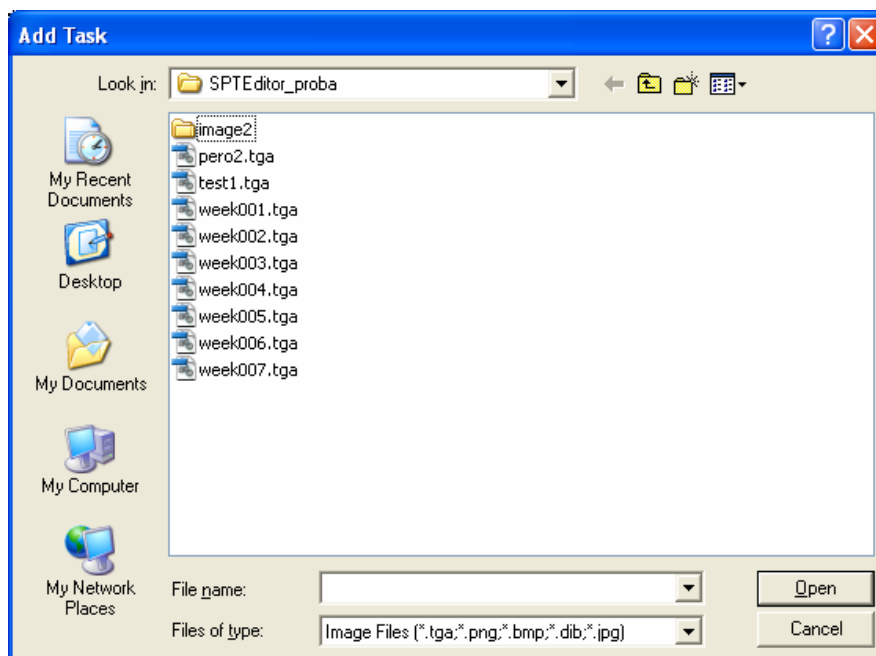 Add Task
Look in:
SPTEditor_proba
My Recent
Documents
Desktop
My Documents
My Computer
My Network
Places
image2
pero2.tga
test1.tga
week001.tga
week002.tga
week003.tga
week004.tga
week005.tga
week006.tga
week007.tga
File name:
Open
Files of type:
Image Files (*.tga;*.png;*.bmp;*.dib;*.jpg)
Cancel